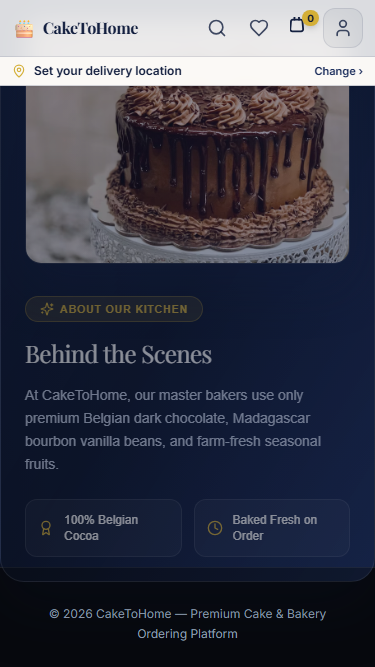 CakeToHome
0
Set your delivery location
Change ›
ABOUT OUR KITCHEN
Behind the Scenes
At CakeToHome, our master bakers use only
premium Belgian dark chocolate, Madagascar
bourbon vanilla beans, and farm-fresh seasonal
fruits.
100% Belgian
Cocoa
Baked Fresh on
Order
© 2026 CakeToHome — Premium Cake & Bakery
Ordering Platform